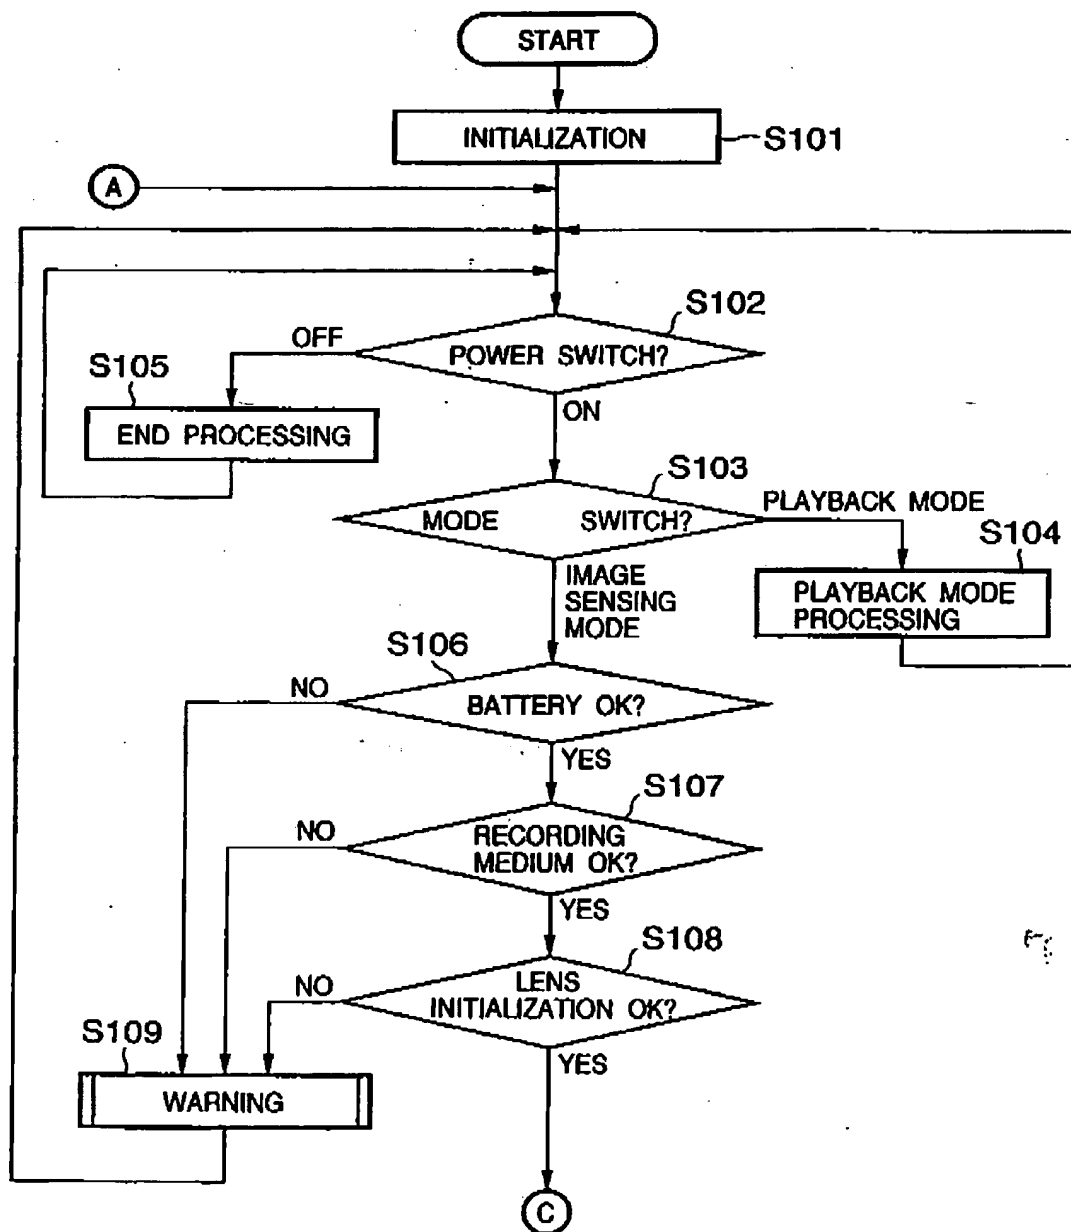 START
INITIALIZATION
S101
A
S102
POWER SWITCH?
OFF
S105
END PROCESSING
ON
S103
MODE SWITCH?
PLAYBACK MODE
S104
PLAYBACK MODE
PROCESSING
IMAGE
SENSING
MODE
S106
NO
BATTERY OK?
YES
S107
NO
RECORDING
MEDIUM OK?
YES
S108
NO
LENS
INITIALIZATION OK?
S109
YES
WARNING
C